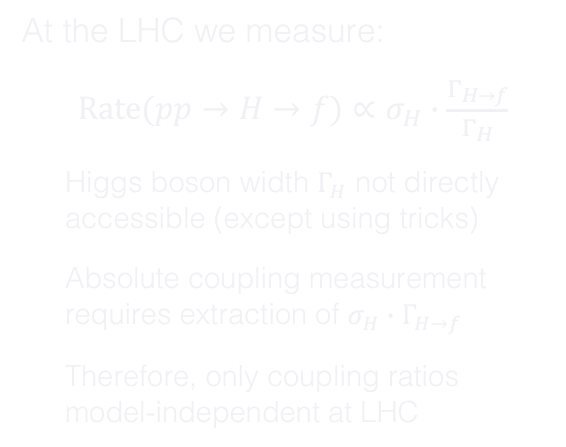 At the LHC we measure:
Rate(pp → H → f) ∝ σ_H · Γ_{H→f} / Γ_H
Higgs boson width Γ_H not directly
accessible (except using tricks)
Absolute coupling measurement
requires extraction of σ_H · Γ_{H→f}
Therefore, only coupling ratios
model-independent at LHC